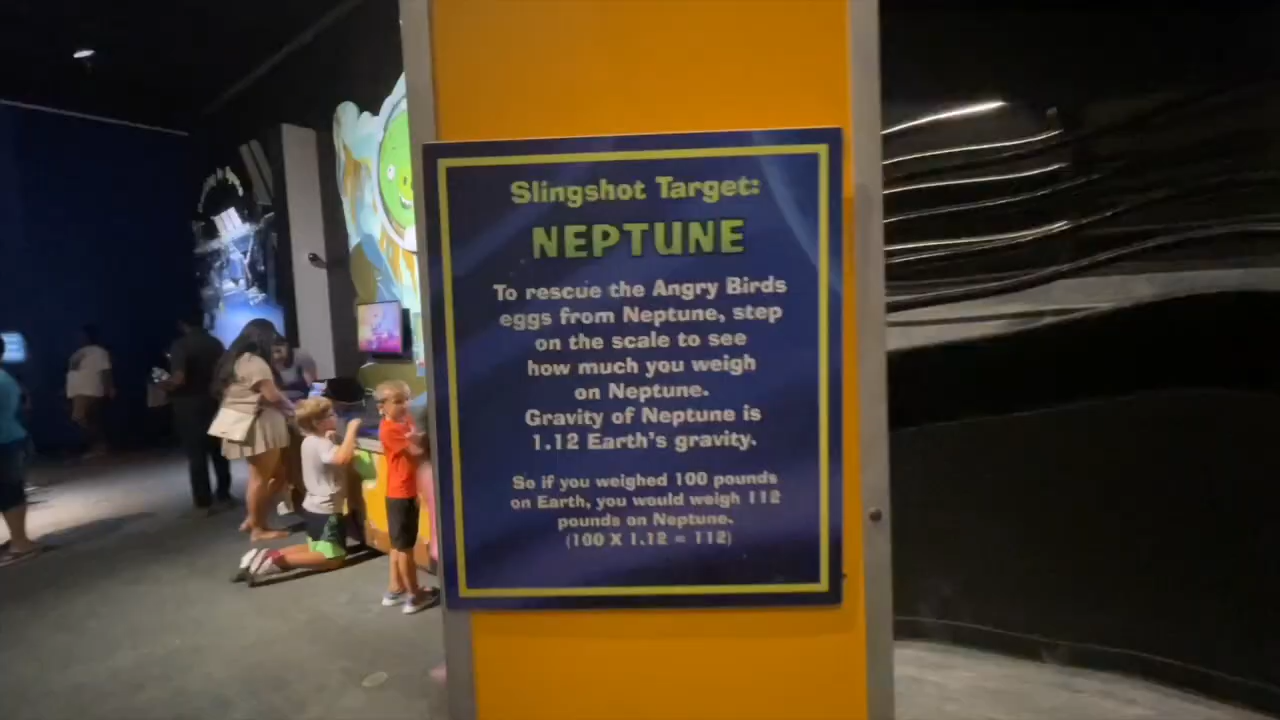 Slingshot Target:
NEPTUNE
To rescue the Angry Birds
eggs from Neptune, step
on the scale to see
how much you weigh
on Neptune.
Gravity of Neptune is
1.12 Earth's gravity.
So if you weighed 100 pounds
on Earth, you would weigh 112
pounds on Neptune.
(100 X 1.12 = 112)